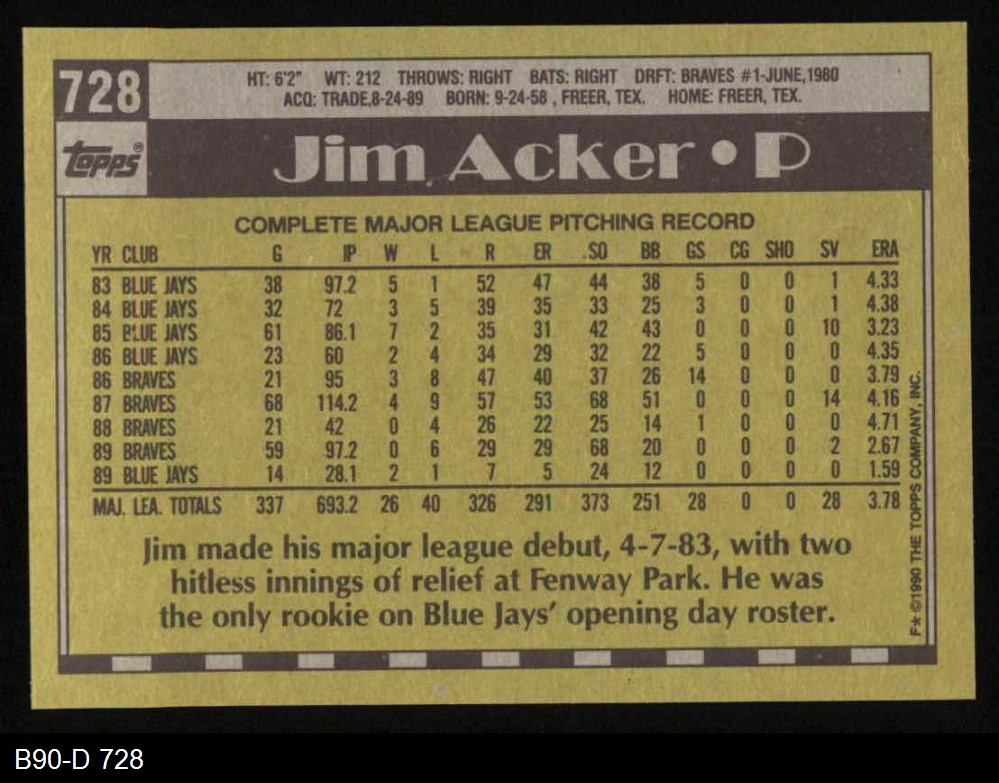 728
HT: 6'2" WT: 212 THROWS: RIGHT BATS: RIGHT DRFT: BRAVES #1-JUNE,1980
ACQ: TRADE,8-24-89 BORN: 9-24-58 , FREER, TEX. HOME: FREER, TEX.
topps®
Jim Acker • P
COMPLETE MAJOR LEAGUE PITCHING RECORD
YR CLUB G IP W L R ER SO BB GS CG SHO SV ERA
83 BLUE JAYS 38 97.2 5 1 52 47 44 38 5 0 0 1 4.33
84 BLUE JAYS 32 72 3 5 39 35 33 25 3 0 0 1 4.38
85 BLUE JAYS 61 86.1 7 2 35 31 42 43 0 0 0 10 3.23
86 BLUE JAYS 23 60 2 4 34 29 32 22 5 0 0 0 4.35
86 BRAVES 21 95 3 8 47 40 37 26 14 0 0 0 3.79
87 BRAVES 68 114.2 4 9 57 53 68 51 0 0 0 14 4.16
88 BRAVES 21 42 0 4 26 22 25 14 1 0 0 0 4.71
89 BRAVES 59 97.2 0 6 29 29 68 20 0 0 0 2 2.67
89 BLUE JAYS 14 28.1 2 1 7 5 24 12 0 0 0 0 1.59
MAJ. LEA. TOTALS 337 693.2 26 40 326 291 373 251 28 0 0 28 3.78
Jim made his major league debut, 4-7-83, with two
hitless innings of relief at Fenway Park. He was
the only rookie on Blue Jays' opening day roster.
F* ©1990 THE TOPPS COMPANY, INC.
B90-D 728